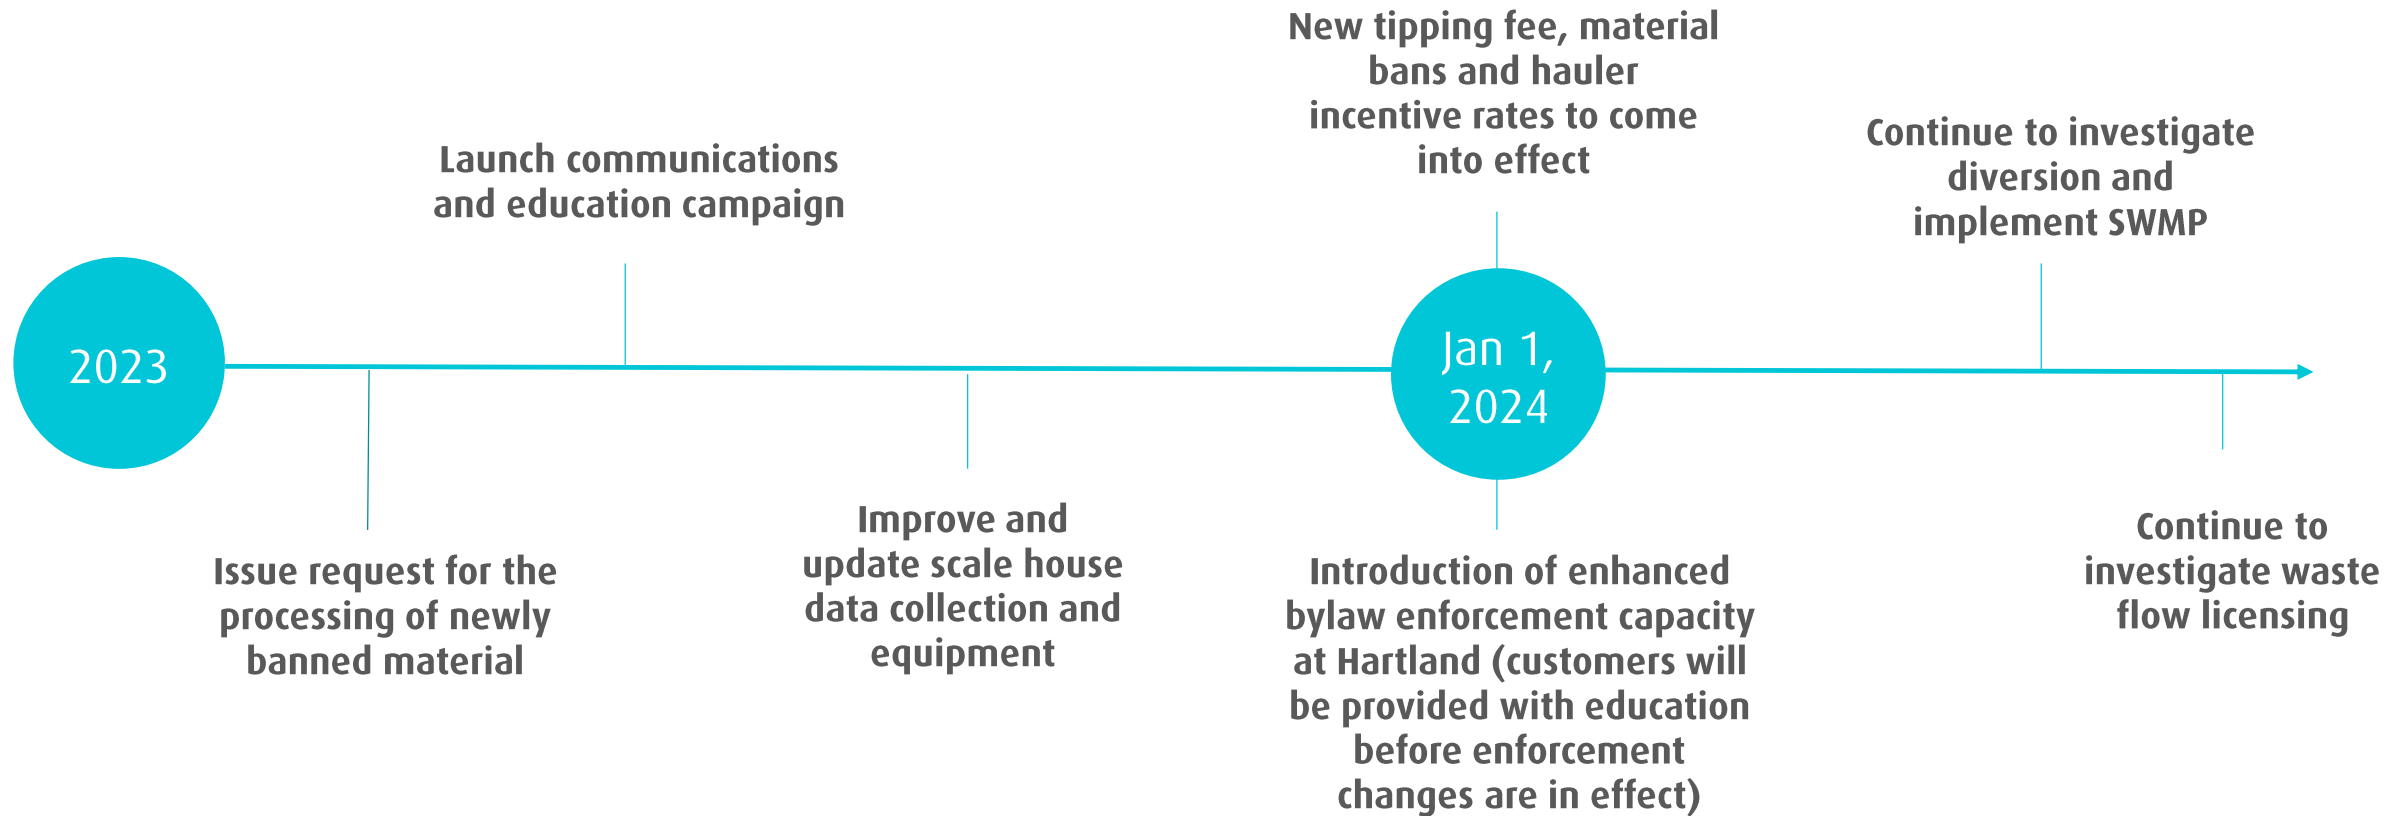 2023
Issue request for the
processing of newly
banned material
Launch communications
and education campaign
Improve and
update scale house
data collection and
equipment
New tipping fee, material
bans and hauler
incentive rates to come
into effect
Jan 1,
2024
Introduction of enhanced
bylaw enforcement capacity
at Hartland (customers will
be provided with education
before enforcement
changes are in effect)
Continue to investigate
diversion and
implement SWMP
Continue to
investigate waste
flow licensing